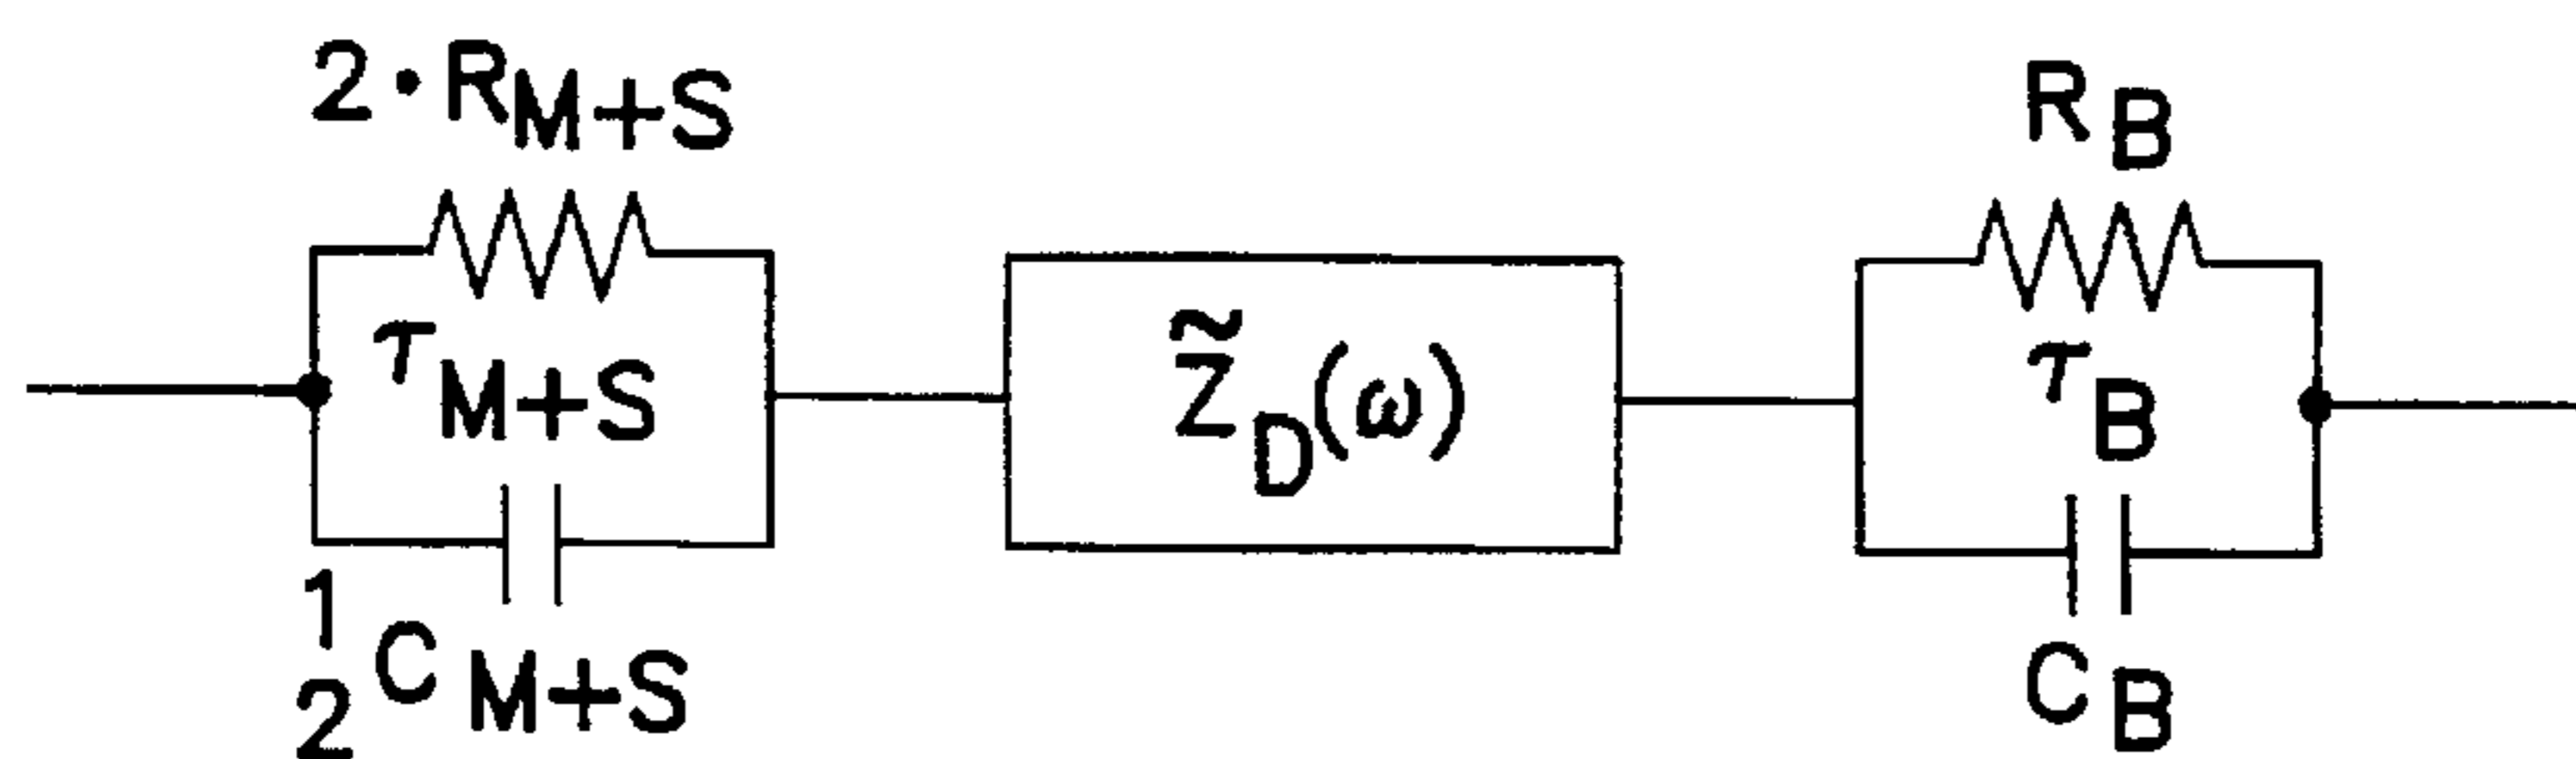 2·R M+S
τ M+S
1
2 C M+S
Z̃ D(ω)
R B
τ B
C B